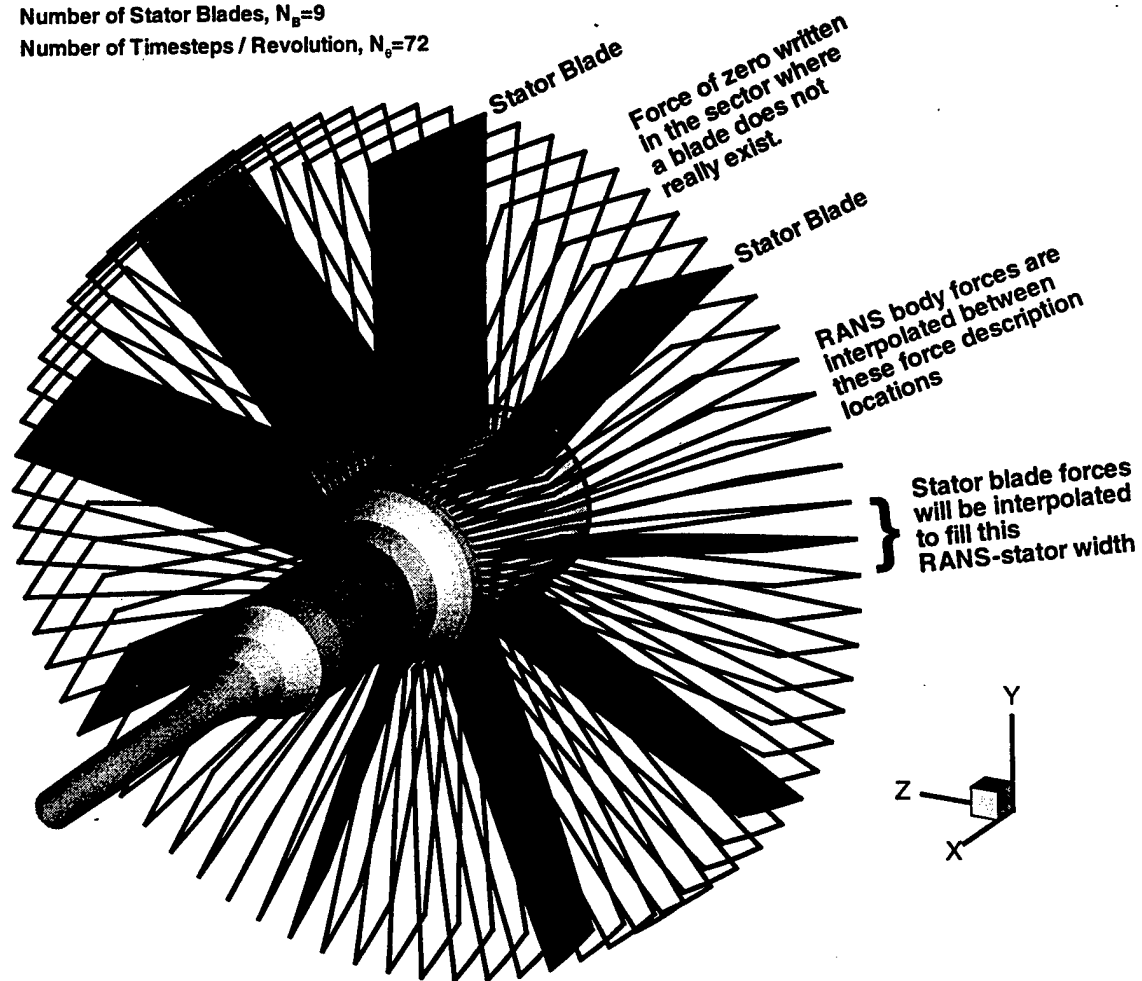 Number of Stator Blades, N_B=9
Number of Timesteps / Revolution, N_θ=72
Stator Blade
Force of zero written
in the sector where
a blade does not
really exist.
Stator Blade
RANS body forces are
interpolated between
these force description
locations
} Stator blade forces
will be interpolated
to fill this
RANS-stator width
Y
Z
X